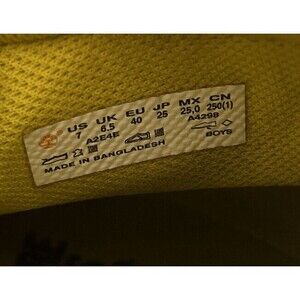 US UK EU JP MX CN
7 6.5 40 25 25,0 250(1)
A2E4E A4298
BOYS
MADE IN BANGLADESH